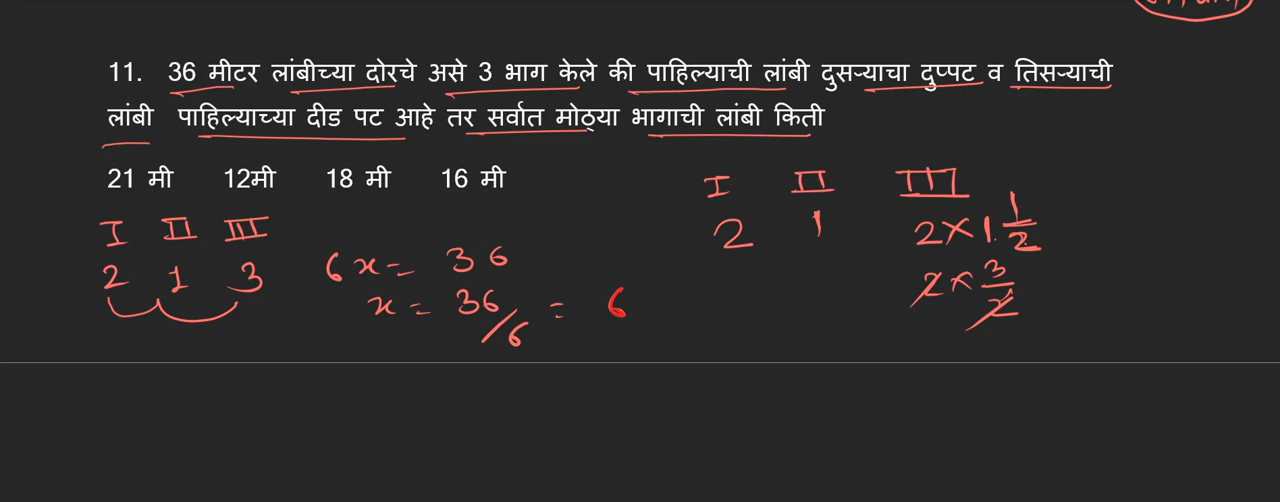 11. 36 मीटर लांबीच्या दोरचे असे 3 भाग केले की पाहिल्याची लांबी दुसऱ्याचा दुप्पट व तिसऱ्याची
लांबी पाहिल्याच्या दीड पट आहे तर सर्वात मोठ्या भागाची लांबी किती
21 मी 12मी 18 मी 16 मी
I II III
2 1 2×1 1/2
2×3/2
I II III
2 1 3
6x = 36
x = 36/6 = 6